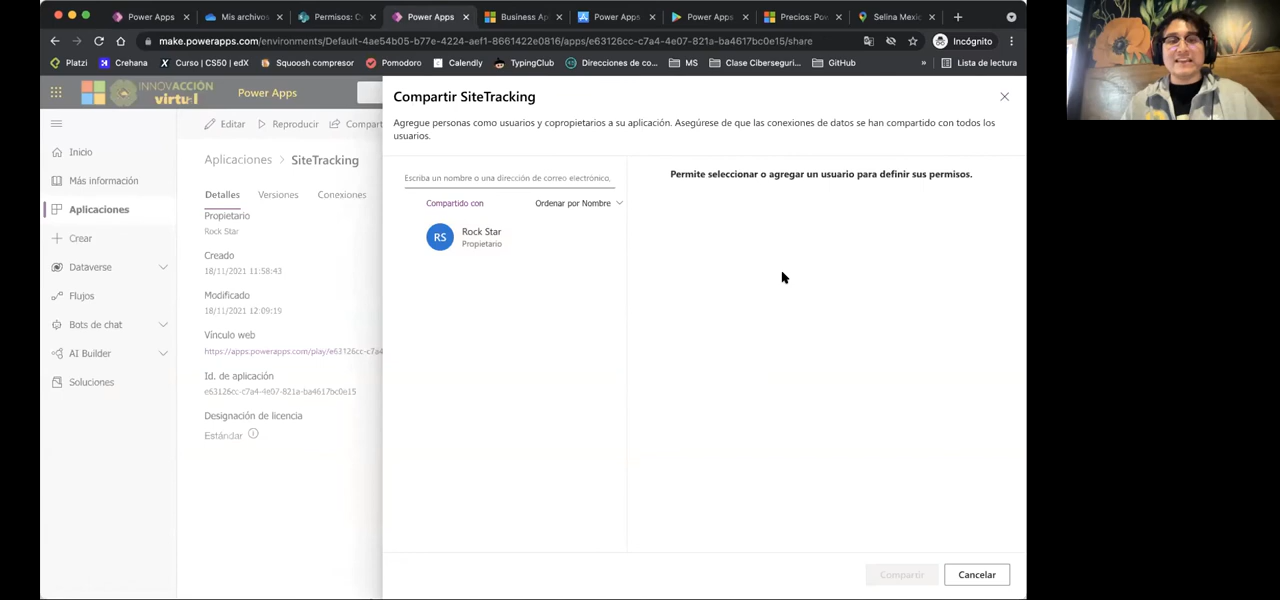 Power Apps
Mis archivos
Permisos: C
Power Apps
Business Ap
Power Apps
Power Apps
Precios: Pow
Selina Mexic
make.powerapps.com/environments/Default-4ae54b05-b77e-4224-aef1-8661422e0816/apps/e63126cc-c7a4-4e07-821a-ba4617bc0e15/share
Incógnito
Platzi
Crehana
Curso | CS50 | edX
Squoosh compresor
Pomodoro
Calendly
TypingClub
Direcciones de co...
MS
Clase Ciberseguri...
GitHub
»
Lista de lectura
INNOVACCIÓN
virtual
Power Apps
Editar
Reproducir
Compart
Inicio
Más información
Aplicaciones
Crear
Dataverse
Flujos
Bots de chat
AI Builder
Soluciones
Aplicaciones > SiteTracking
Detalles
Versiones
Conexiones
Propietario
Rock Star
Creado
18/11/2021 11:58:43
Modificado
18/11/2021 12:09:19
Vínculo web
https://apps.powerapps.com/play/e63126cc-c7a4
Id. de aplicación
e63126cc-c7a4-4e07-821a-ba4617bc0e15
Designación de licencia
Estándar
Compartir SiteTracking
Agregue personas como usuarios y copropietarios a su aplicación. Asegúrese de que las conexiones de datos se han compartido con todos los
usuarios.
Escriba un nombre o una dirección de correo electrónico,
Compartido con
Ordenar por Nombre
RS
Rock Star
Propietario
Permite seleccionar o agregar un usuario para definir sus permisos.
Compartir
Cancelar